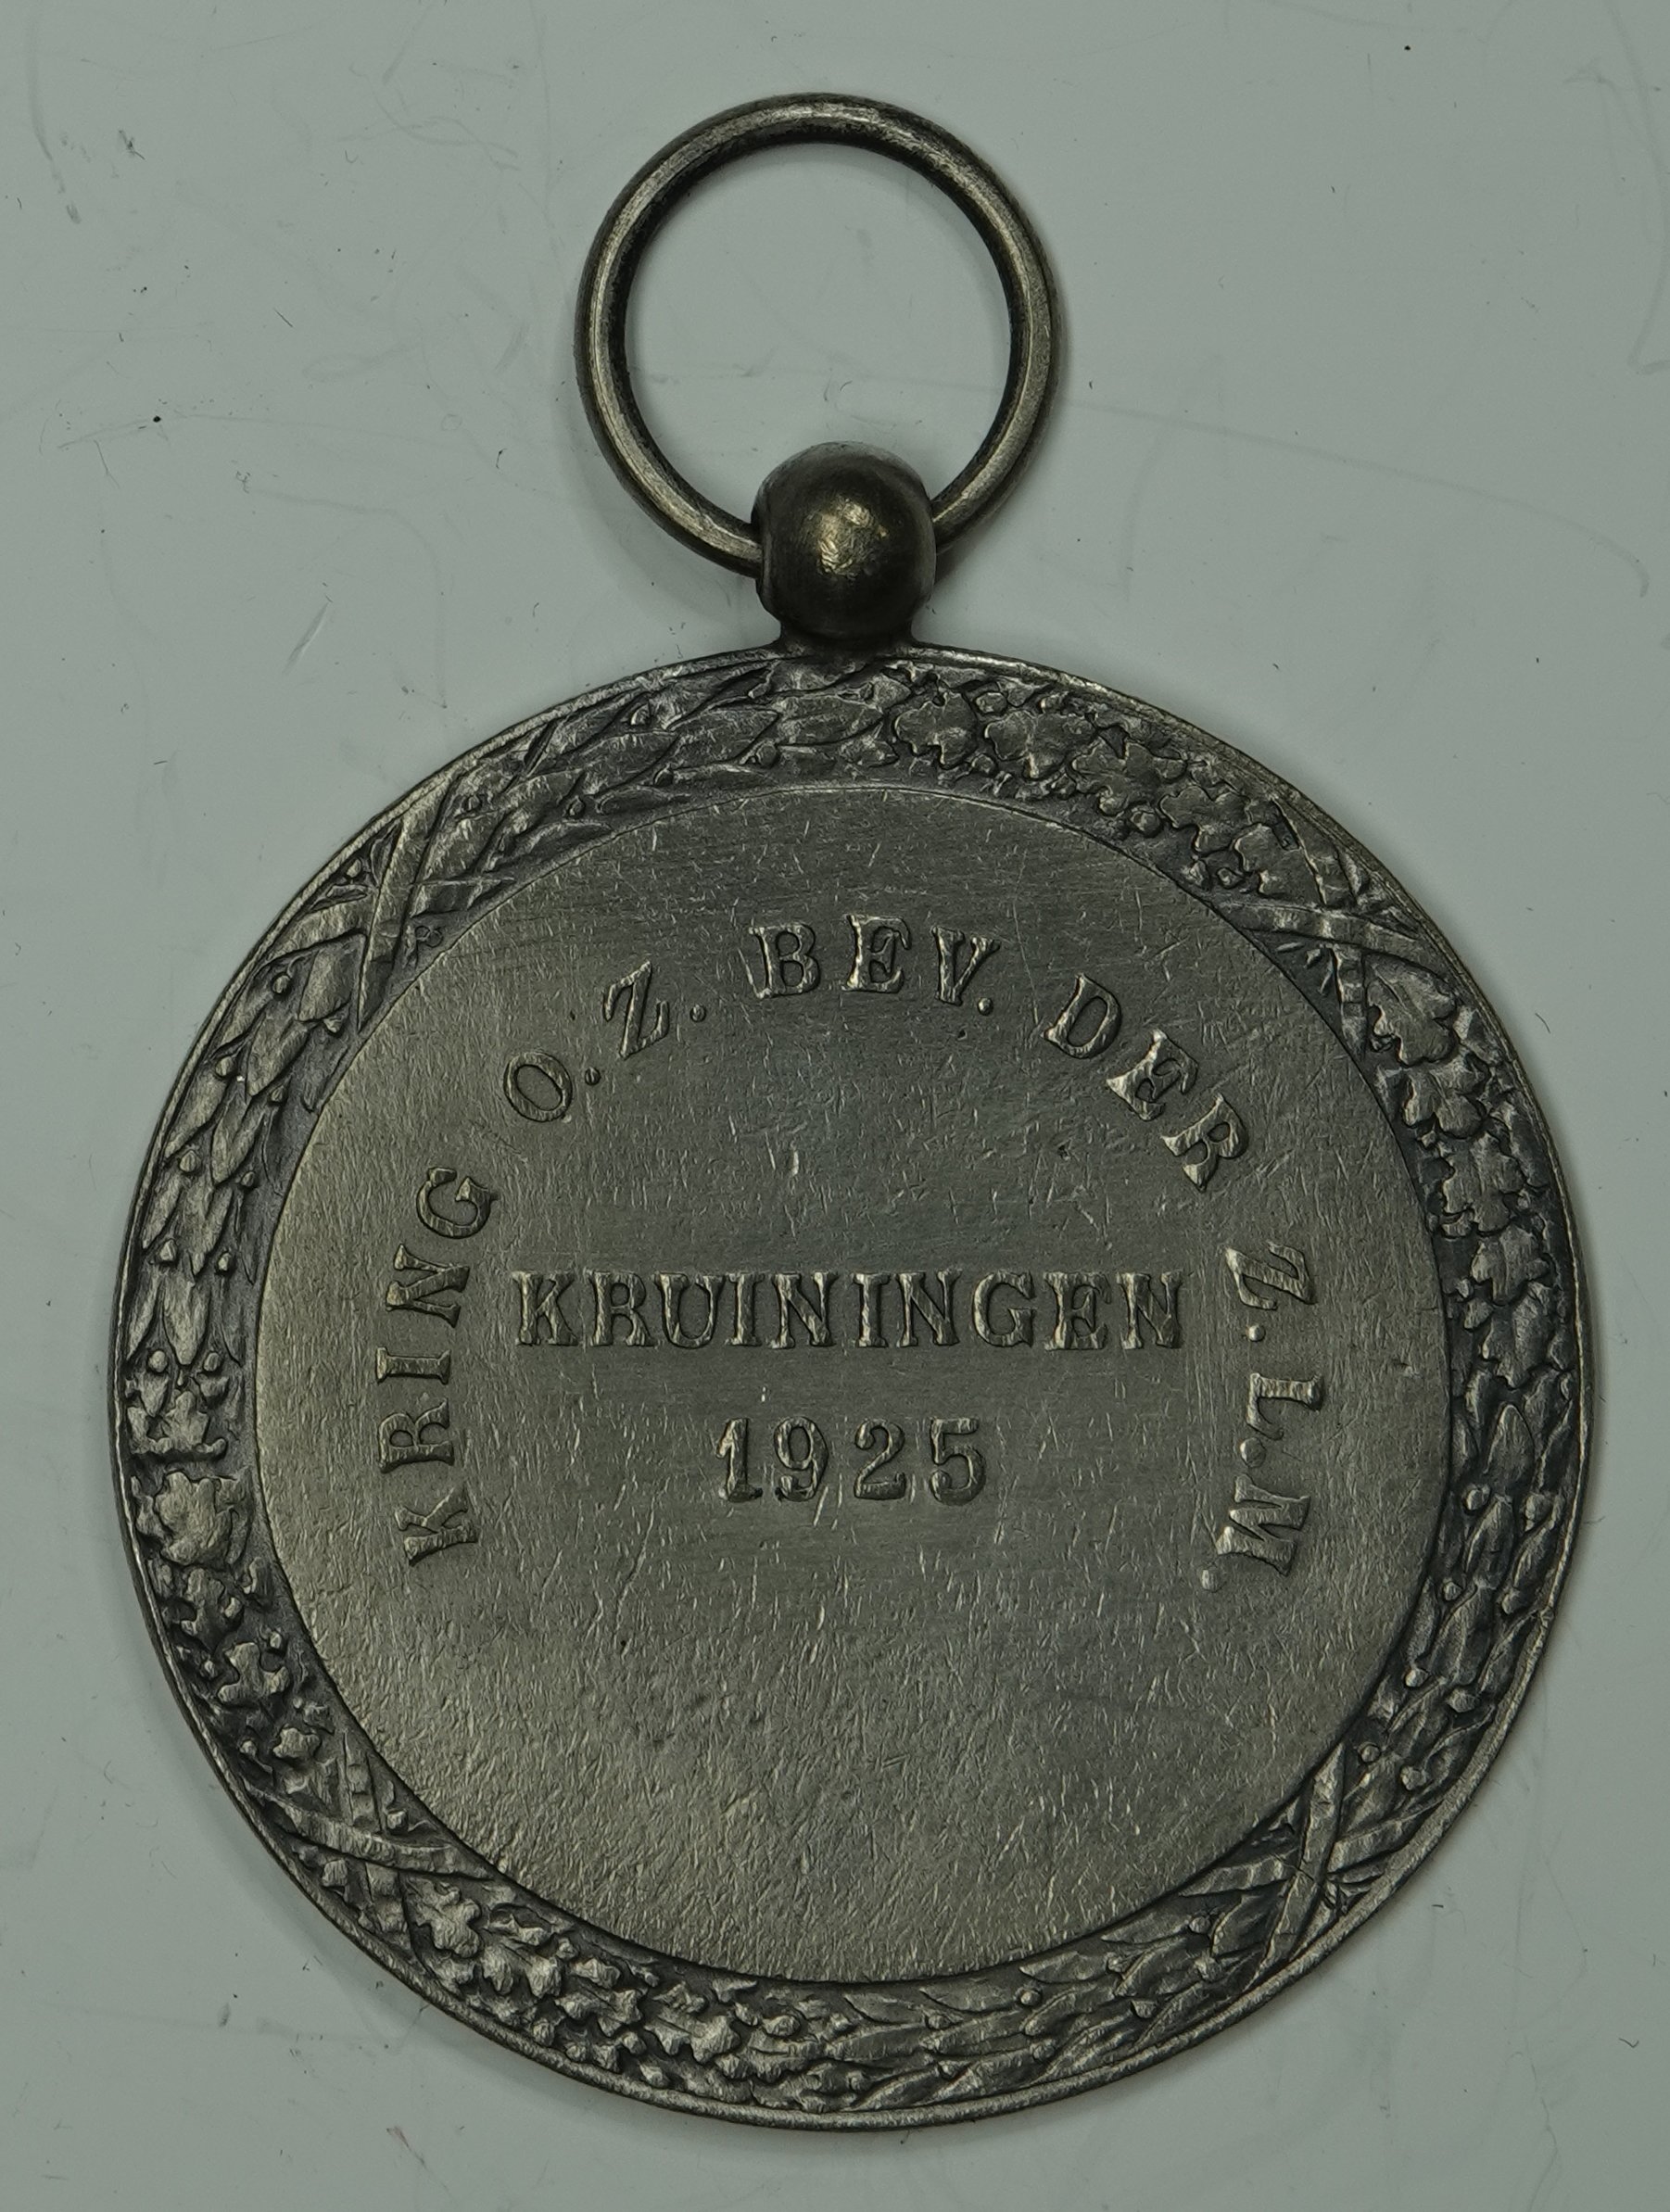 KRING O.Z. BEV. DER Z.L.M.
KRUININGEN
1925